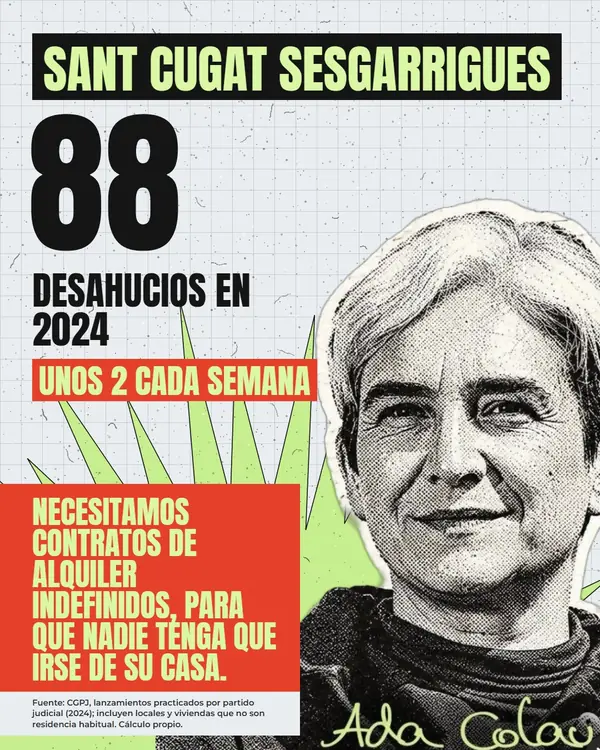 SANT CUGAT SESGARRIGUES
88
DESAHUCIOS EN
2024
UNOS 2 CADA SEMANA
NECESITAMOS
CONTRATOS DE
ALQUILER
INDEFINIDOS, PARA
QUE NADIE TENGA QUE
IRSE DE SU CASA.
Fuente: CGPJ, lanzamientos practicados por partido
judicial (2024); incluyen locales y viviendas que no son
residencia habitual. Cálculo propio.
Ada Colau